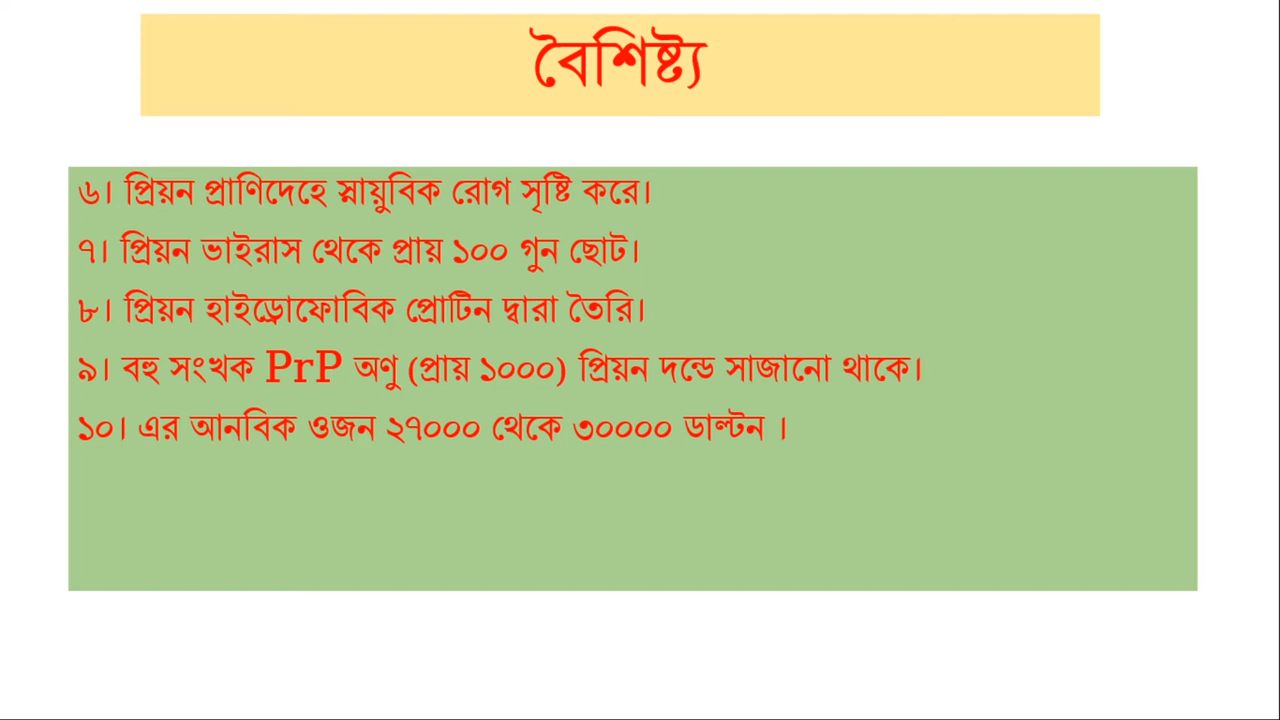 বৈশিষ্ট্য
৬। প্রিয়ন প্রাণিদেহে স্নায়ুবিক রোগ সৃষ্টি করে।
৭। প্রিয়ন ভাইরাস থেকে প্রায় ১০০ গুন ছোট।
৮। প্রিয়ন হাইড্রোফোবিক প্রোটিন দ্বারা তৈরি।
৯। বহু সংখক PrP অণু (প্রায় ১০০০) প্রিয়ন দন্ডে সাজানো থাকে।
১০। এর আনবিক ওজন ২৭০০০ থেকে ৩০০০০ ডাল্টন ।